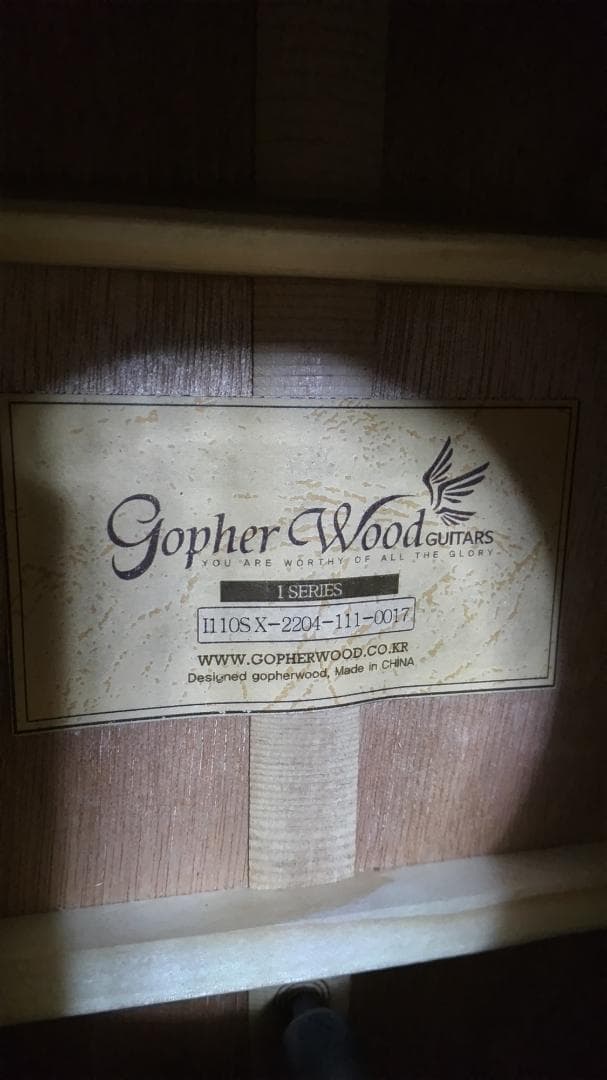 Gopher Wood GUITARS
YOU ARE WORTHY OF ALL THE GLORY
I SERIES
I110S X-2204-111-0017
WWW.GOPHERWOOD.CO.KR
Designed gopherwood, Made in CHINA